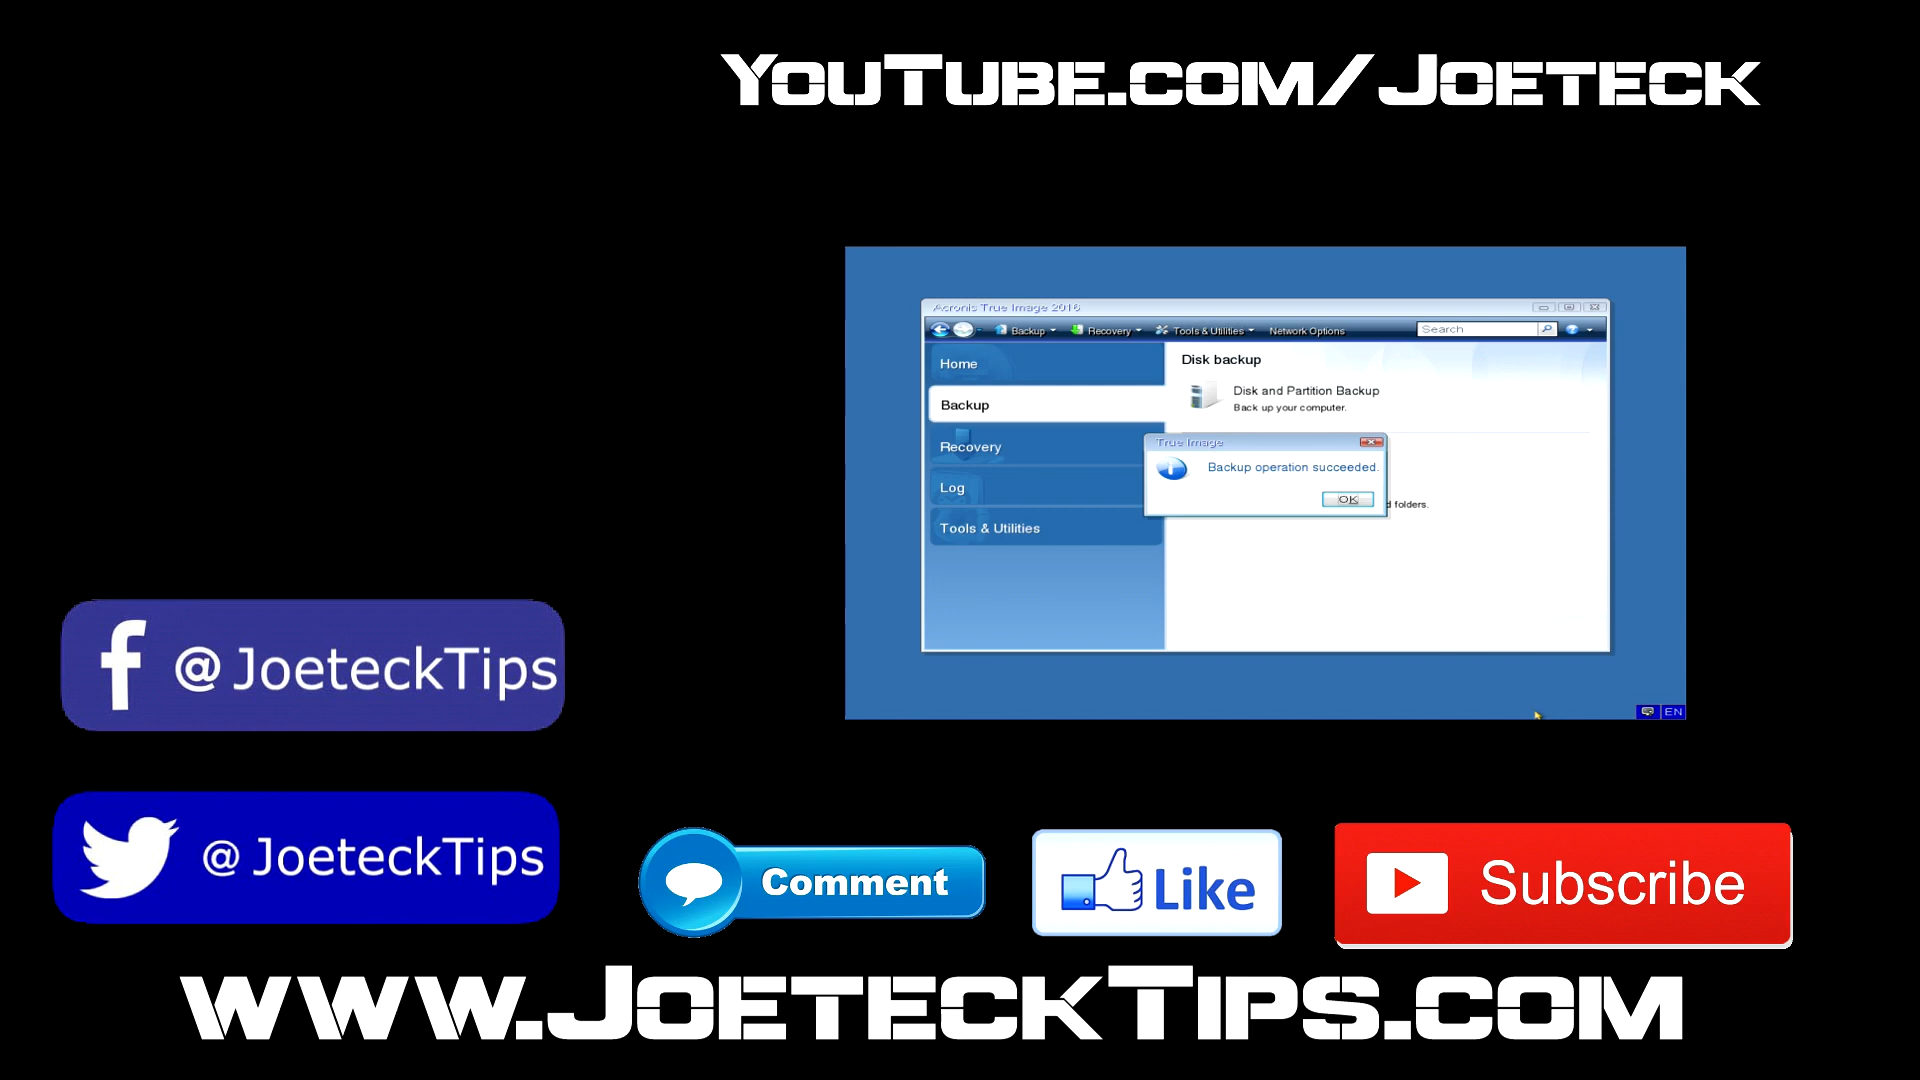 YouTube.com/Joeteck
Acronis True Image 2016
Backup
Recovery
Tools & Utilities
Network Options
Search
Home
Backup
Recovery
Log
Tools & Utilities
Disk backup
Disk and Partition Backup
Back up your computer.
True Image
Backup operation succeeded.
OK
d folders.
EN
f @JoeteckTips
@JoeteckTips
Comment
Like
Subscribe
www.JoeteckTips.com